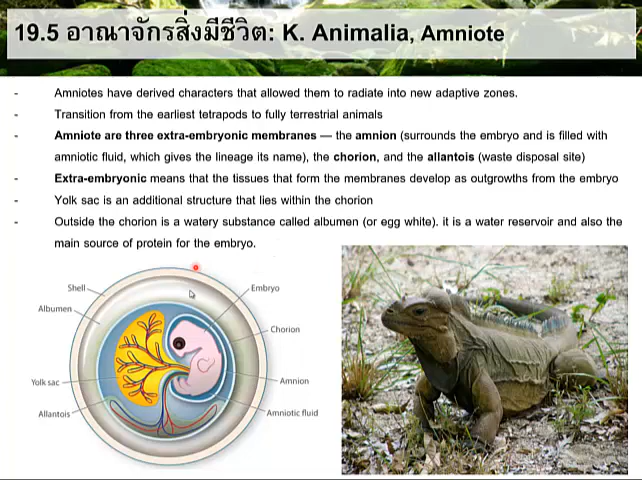 19.5 อาณาจักรสิ่งมีชีวิต: K. Animalia, Amniote
- Amniotes have derived characters that allowed them to radiate into new adaptive zones.
- Transition from the earliest tetrapods to fully terrestrial animals
- Amniote are three extra-embryonic membranes — the amnion (surrounds the embryo and is filled with
amniotic fluid, which gives the lineage its name), the chorion, and the allantois (waste disposal site)
- Extra-embryonic means that the tissues that form the membranes develop as outgrowths from the embryo
- Yolk sac is an additional structure that lies within the chorion
- Outside the chorion is a watery substance called albumen (or egg white). it is a water reservoir and also the
main source of protein for the embryo.
Shell
Embryo
Albumen
Chorion
Yolk sac
Amnion
Allantois
Amniotic fluid